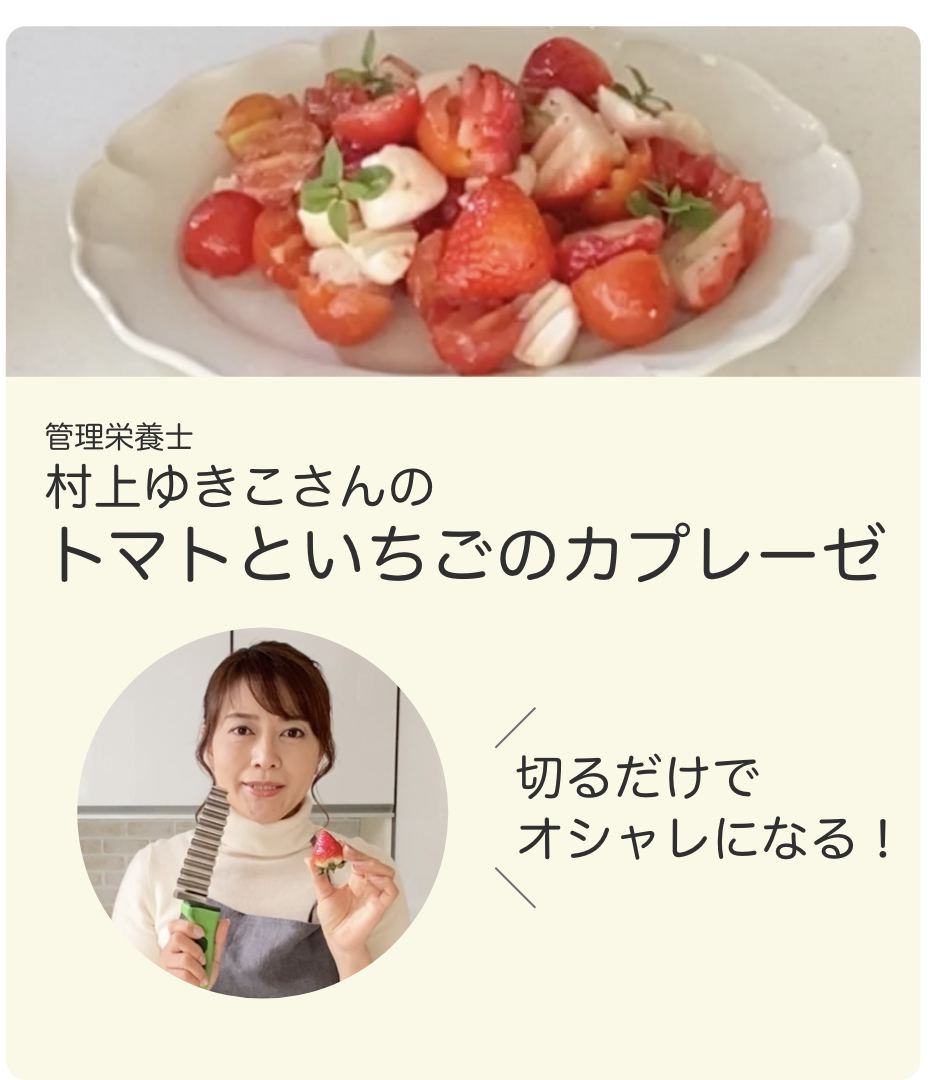 管理栄養士
村上ゆきこさんの
トマトといちごのカプレーゼ
切るだけで
オシャレになる！